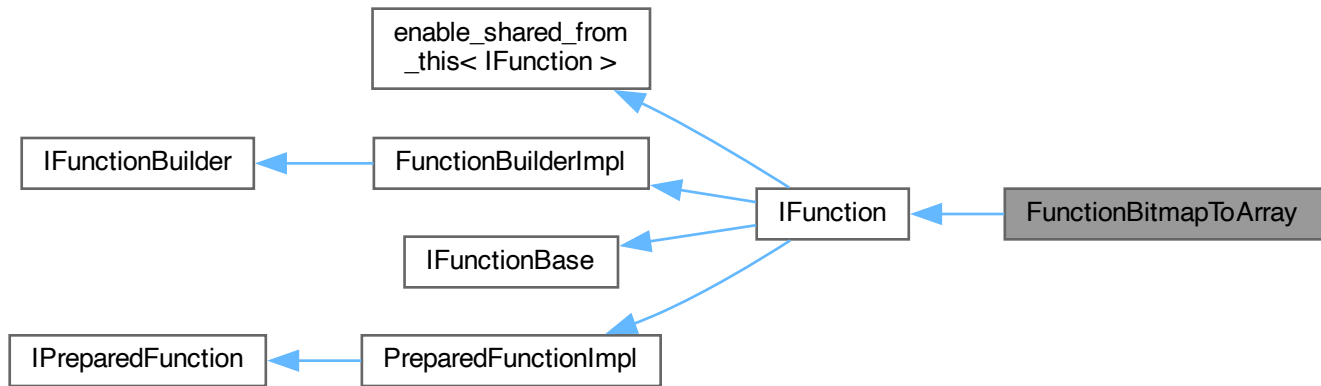 enable_shared_from
_this< IFunction >
IFunctionBuilder
FunctionBuilderImpl
IFunction
FunctionBitmapToArray
IFunctionBase
IPreparedFunction
PreparedFunctionImpl